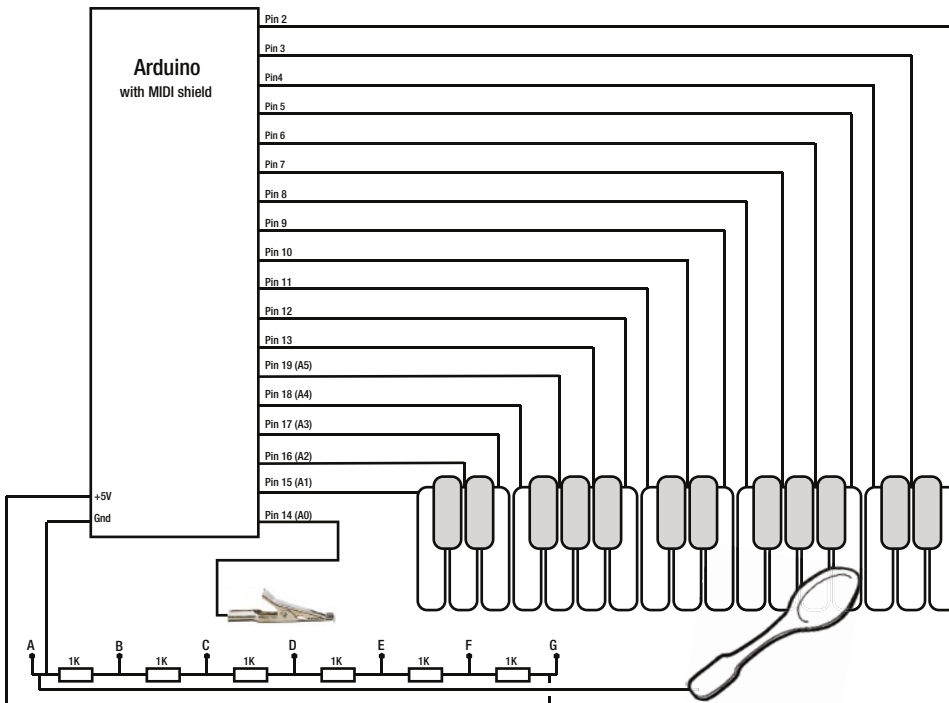 Pin 2
Arduino
with MIDI shield
Pin 3
Pin4
Pin 5
Pin 6
Pin 7
Pin 8
Pin 9
Pin 10
Pin 11
Pin 12
Pin 13
Pin 19 (A5)
Pin 18 (A4)
Pin 17 (A3)
Pin 16 (A2)
Pin 15 (A1)
Pin 14 (A0)
+5V
Gnd
A B C D E F G
1K 1K 1K 1K 1K 1K